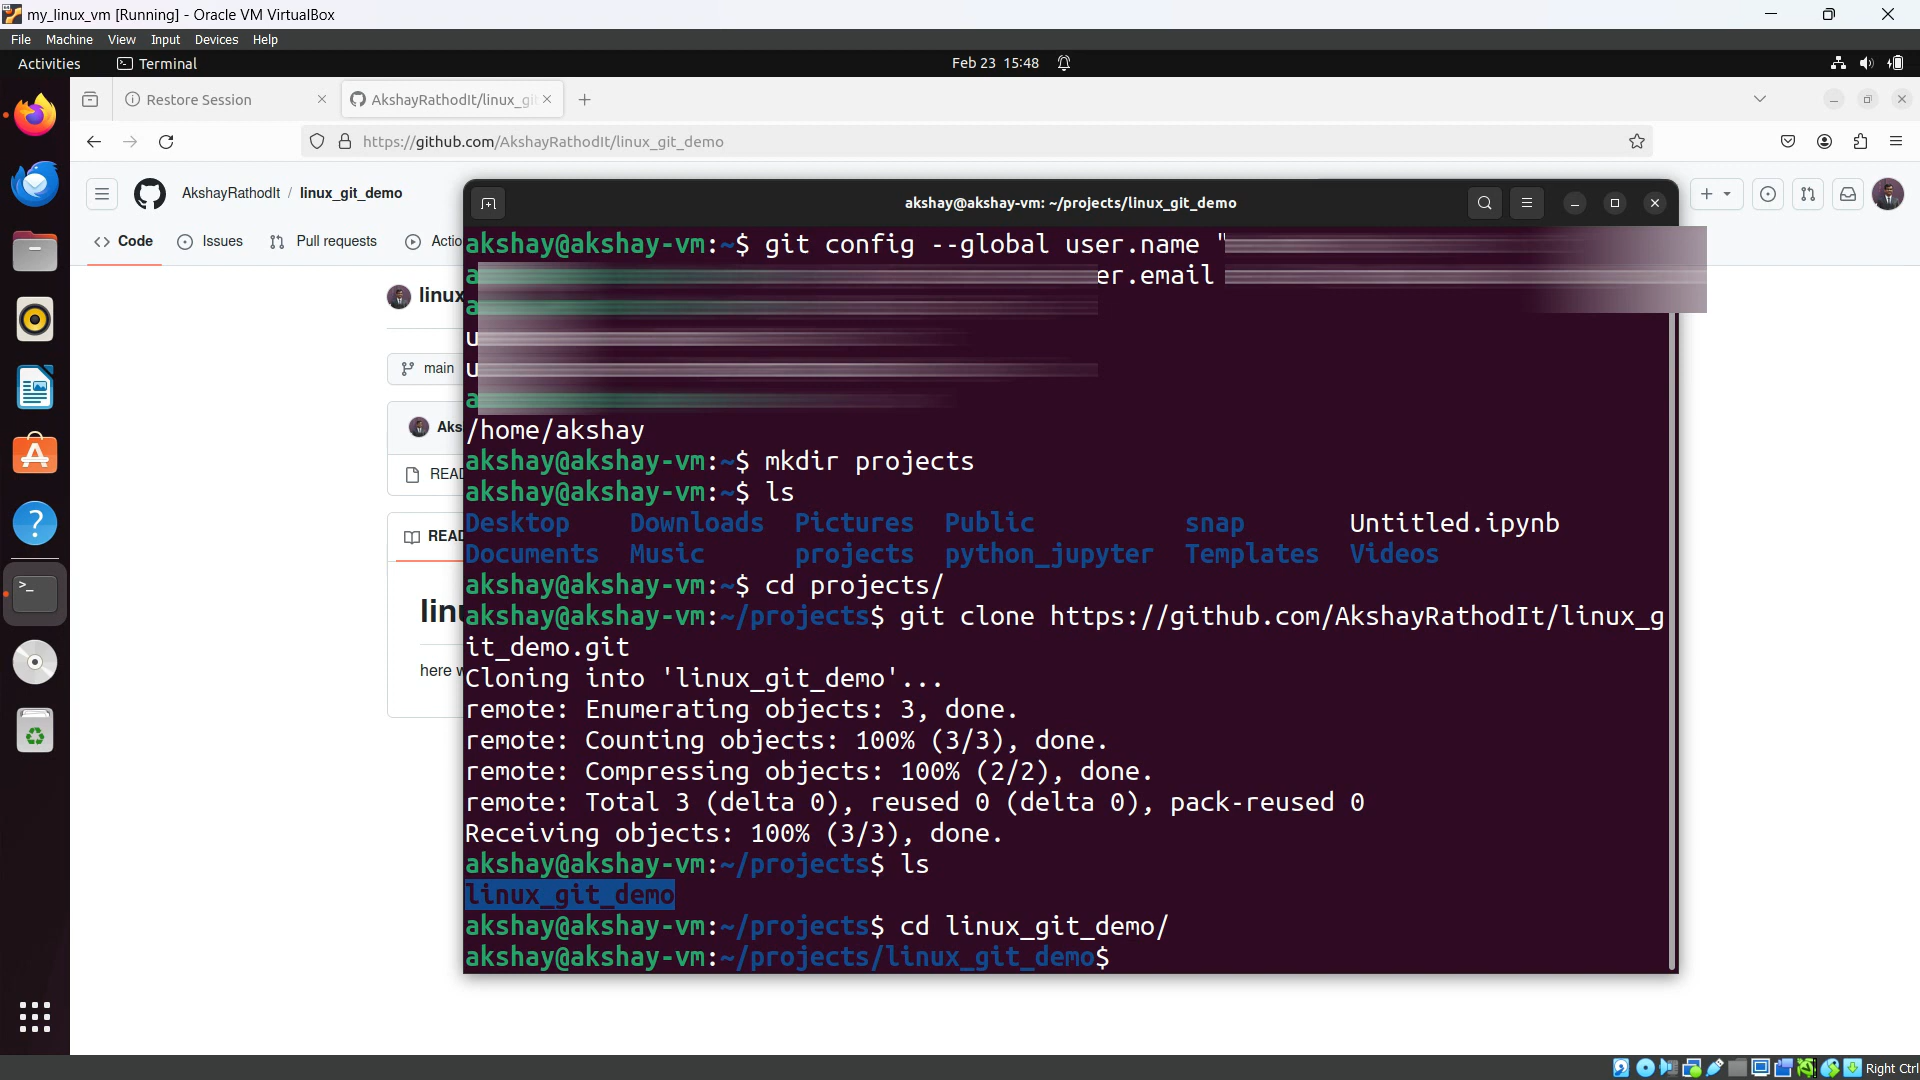 my_linux_vm [Running] - Oracle VM VirtualBox
File Machine View Input Devices Help
Activities Terminal Feb 23 15:48
Restore Session AkshayRathodIt/linux_gi
https://github.com/AkshayRathodIt/linux_git_demo
AkshayRathodIt / linux_git_demo
Code Issues Pull requests Actio
akshay@akshay-vm: ~/projects/linux_git_demo
linux
main
Aks
READ
READ
linu
here w
akshay@akshay-vm:~$ git config --global user.name "
a er.email
a
u
u
a
/home/akshay
akshay@akshay-vm:~$ mkdir projects
akshay@akshay-vm:~$ ls
Desktop Downloads Pictures Public snap Untitled.ipynb
Documents Music projects python_jupyter Templates Videos
akshay@akshay-vm:~$ cd projects/
akshay@akshay-vm:~/projects$ git clone https://github.com/AkshayRathodIt/linux_g
it_demo.git
Cloning into 'linux_git_demo'...
remote: Enumerating objects: 3, done.
remote: Counting objects: 100% (3/3), done.
remote: Compressing objects: 100% (2/2), done.
remote: Total 3 (delta 0), reused 0 (delta 0), pack-reused 0
Receiving objects: 100% (3/3), done.
akshay@akshay-vm:~/projects$ ls
linux_git_demo
akshay@akshay-vm:~/projects$ cd linux_git_demo/
akshay@akshay-vm:~/projects/linux_git_demo$
Right Ctrl